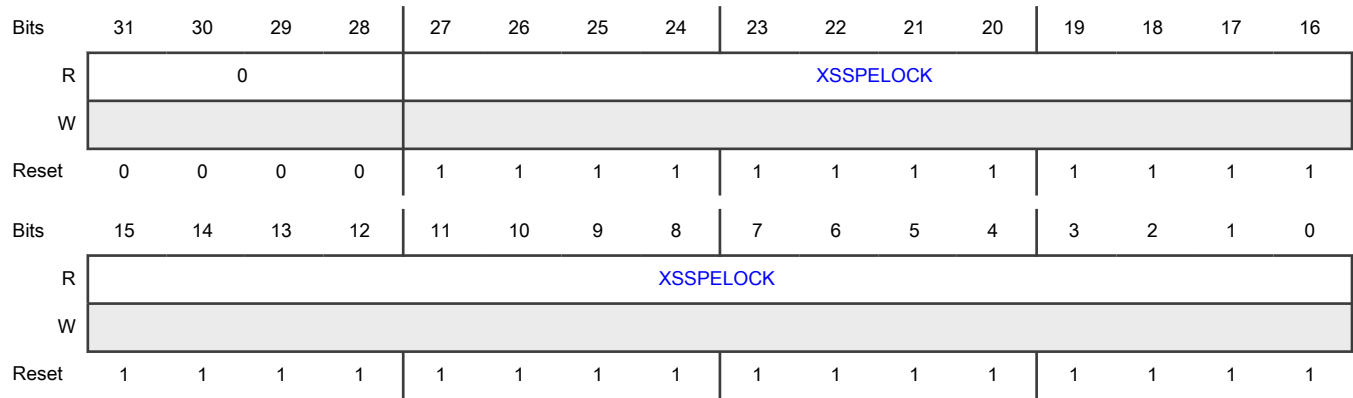 Bits 31 30 29 28 27 26 25 24 23 22 21 20 19 18 17 16
R 0 XSSPELOCK
W
Reset 0 0 0 0 1 1 1 1 1 1 1 1 1 1 1 1
Bits 15 14 13 12 11 10 9 8 7 6 5 4 3 2 1 0
R XSSPELOCK
W
Reset 1 1 1 1 1 1 1 1 1 1 1 1 1 1 1 1